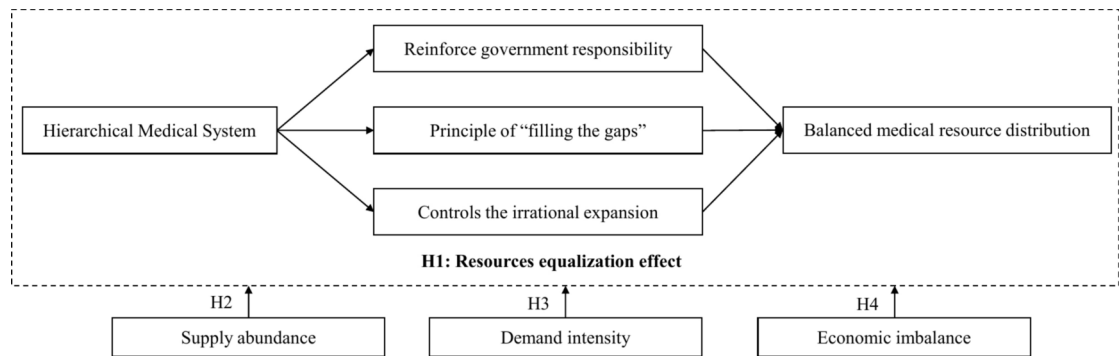 Reinforce government responsibility
Hierarchical Medical System
Principle of “filling the gaps”
Balanced medical resource distribution
Controls the irrational expansion
H1: Resources equalization effect
H2
H3
H4
Supply abundance
Demand intensity
Economic imbalance